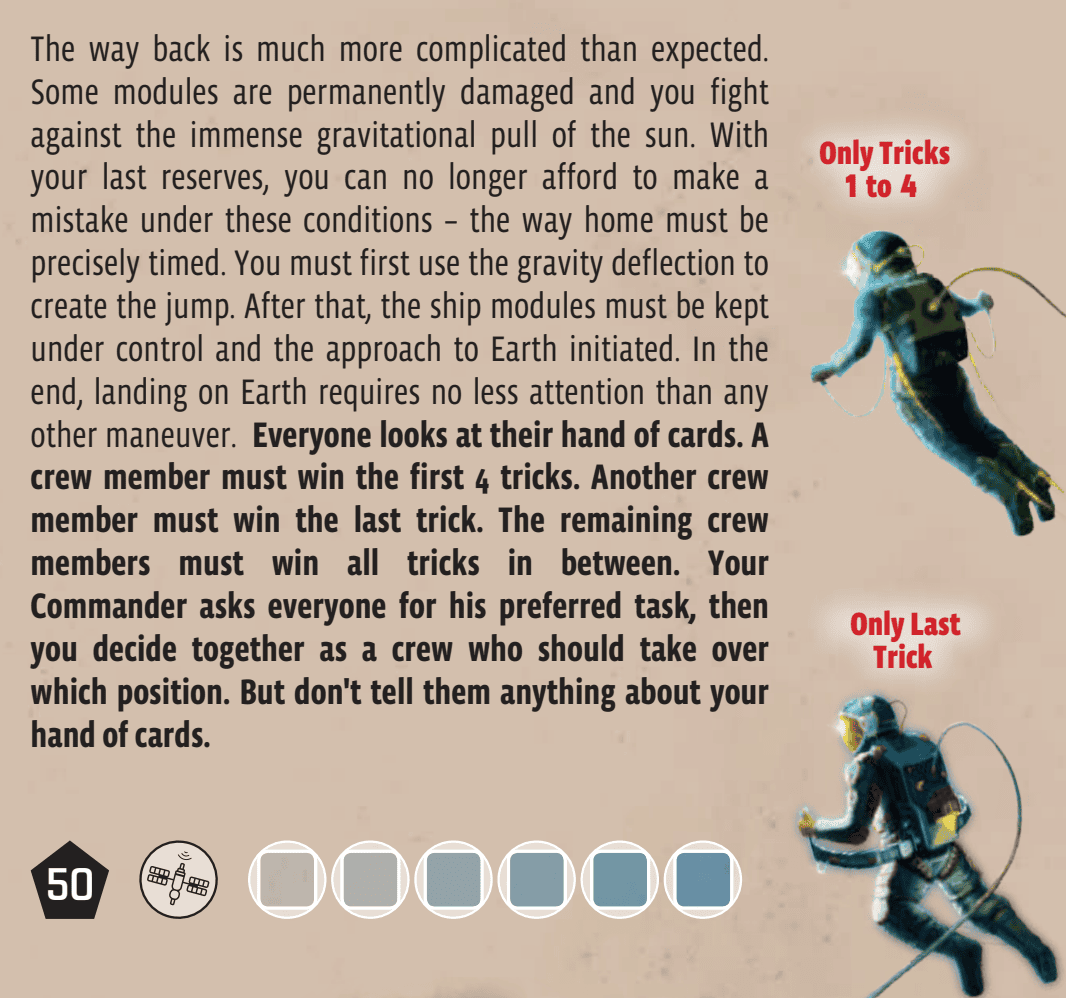 The way back is much more complicated than expected.
Some modules are permanently damaged and you fight
against the immense gravitational pull of the sun. With
your last reserves, you can no longer afford to make a
mistake under these conditions – the way home must be
precisely timed. You must first use the gravity deflection to
create the jump. After that, the ship modules must be kept
under control and the approach to Earth initiated. In the
end, landing on Earth requires no less attention than any
other maneuver. Everyone looks at their hand of cards. A
crew member must win the first 4 tricks. Another crew
member must win the last trick. The remaining crew
members must win all tricks in between. Your
Commander asks everyone for his preferred task, then
you decide together as a crew who should take over
which position. But don't tell them anything about your
hand of cards.
Only Tricks
1 to 4
Only Last
Trick
50